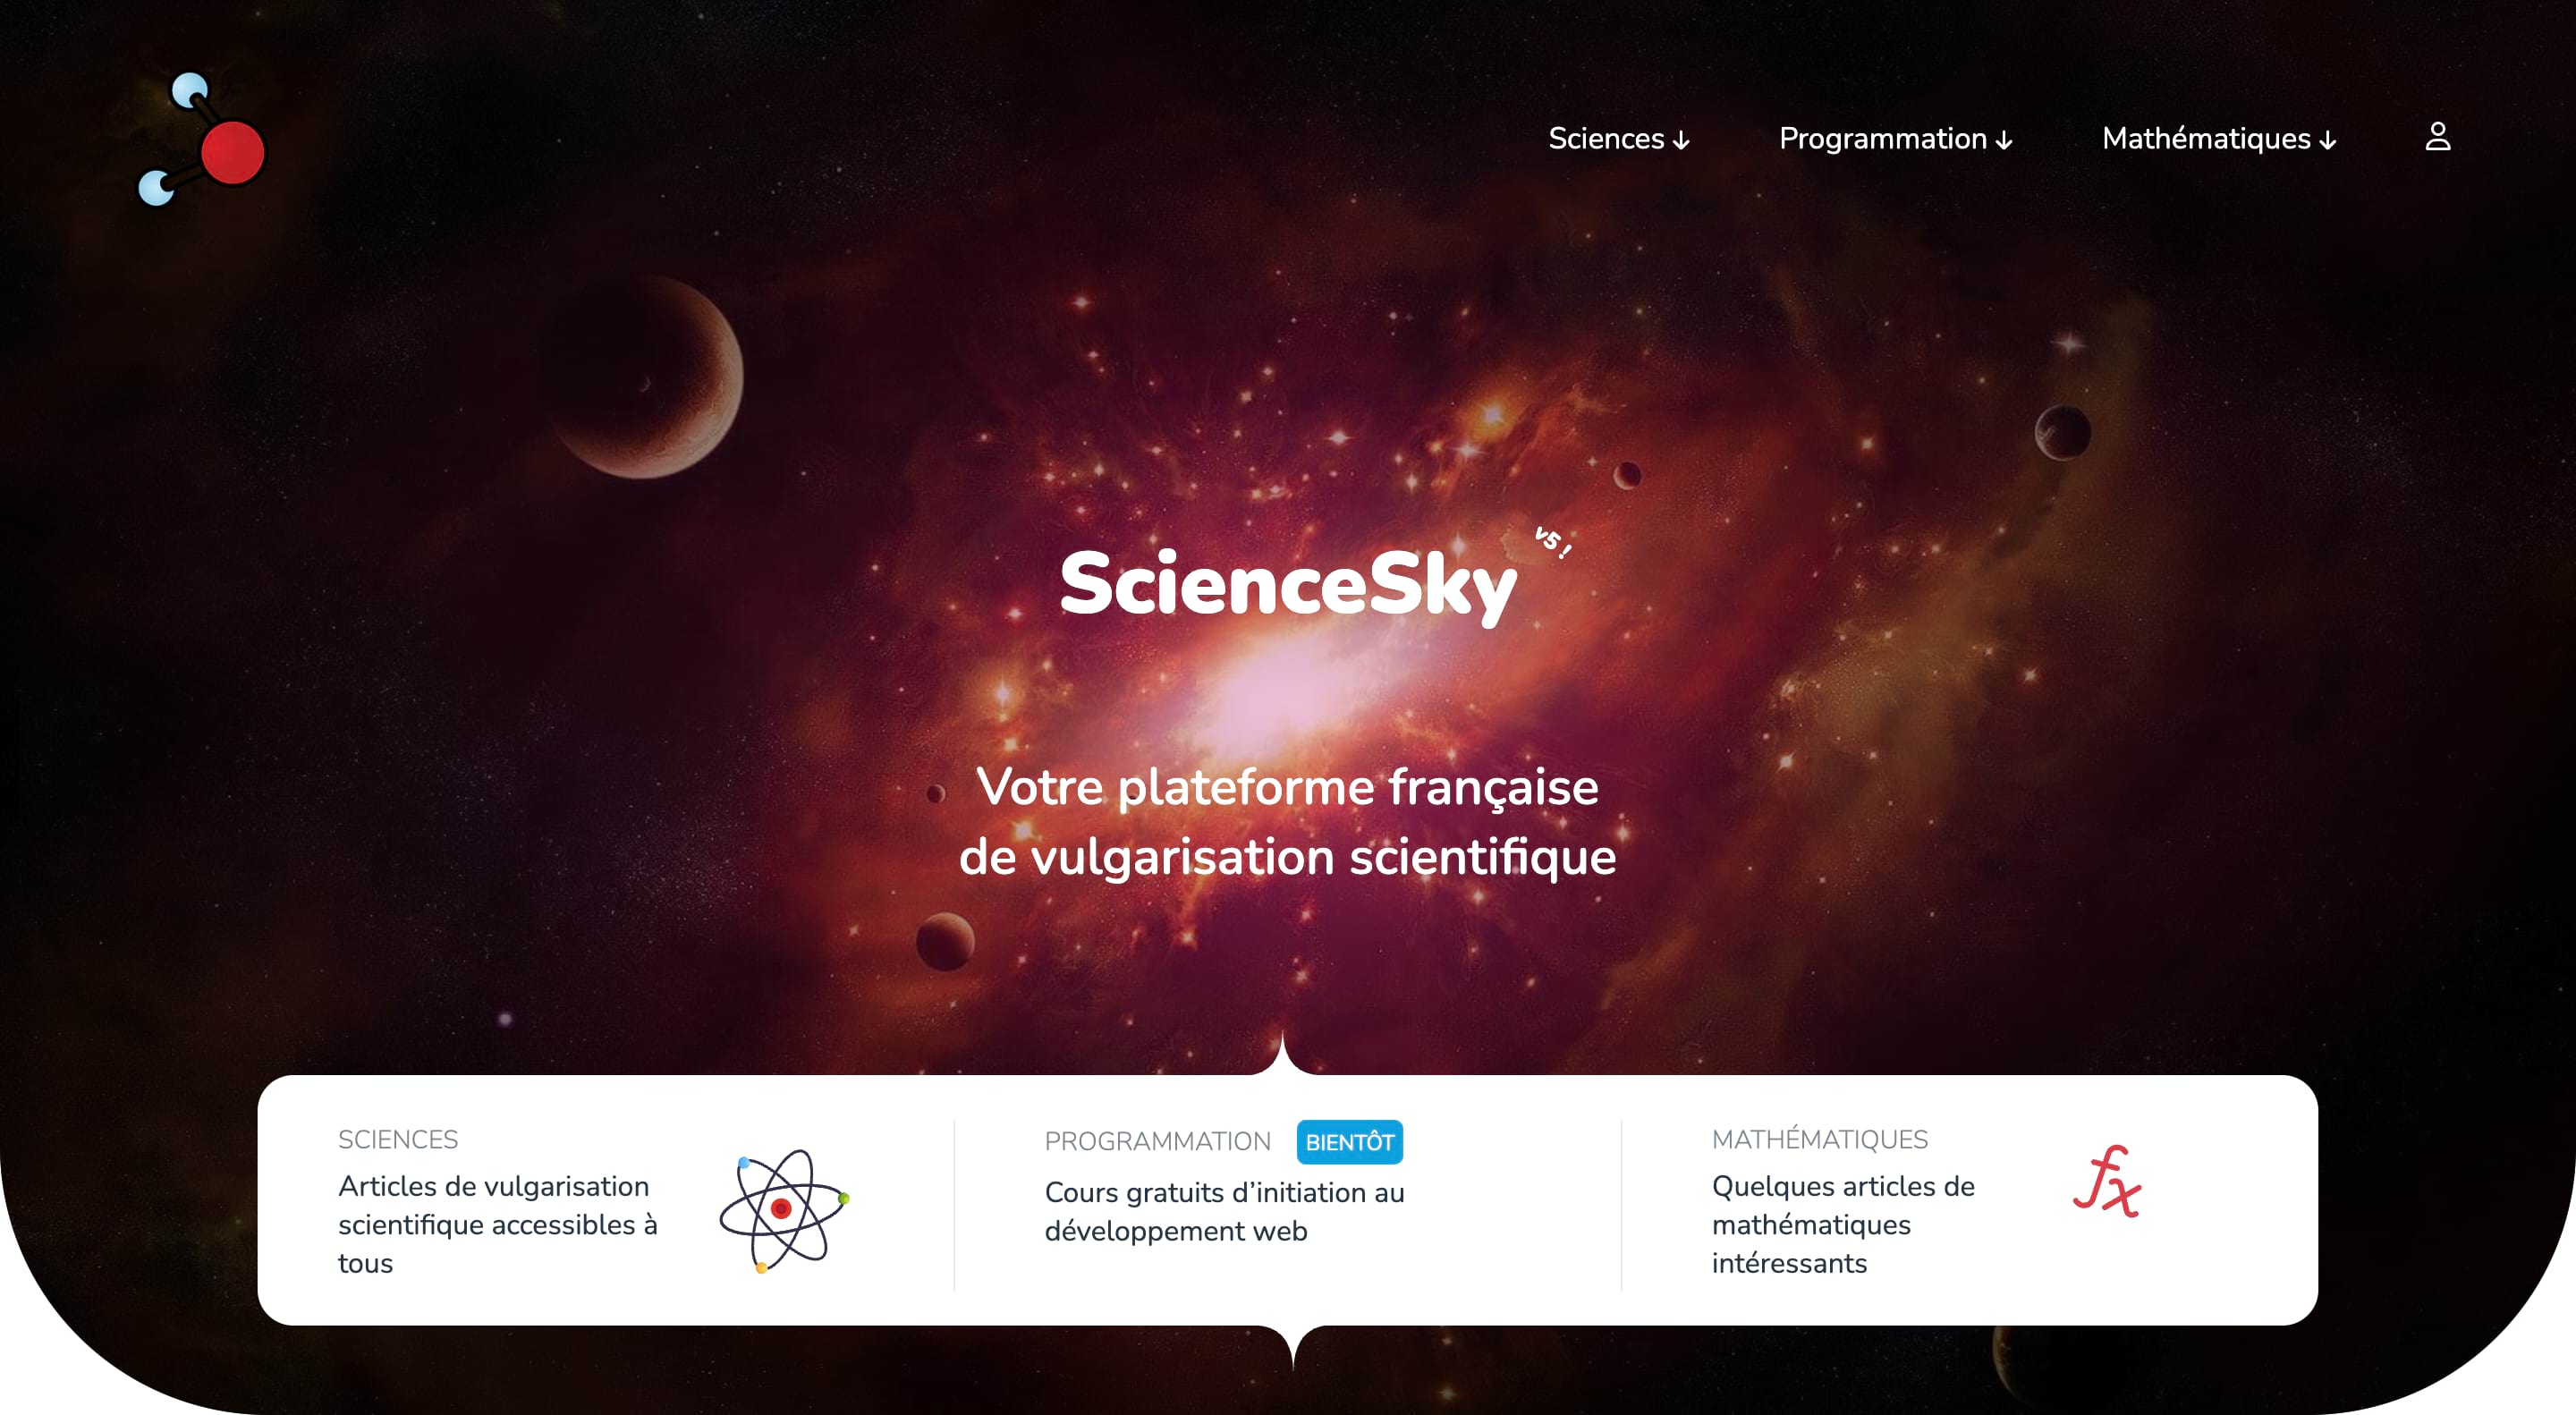 Sciences ↓
Programmation ↓
Mathématiques ↓
v5 !
ScienceSky
Votre plateforme française
de vulgarisation scientifique
SCIENCES
Articles de vulgarisation
scientifique accessibles à
tous
PROGRAMMATION BIENTÔT
Cours gratuits d’initiation au
développement web
MATHÉMATIQUES
Quelques articles de
mathématiques
intéressants
fx